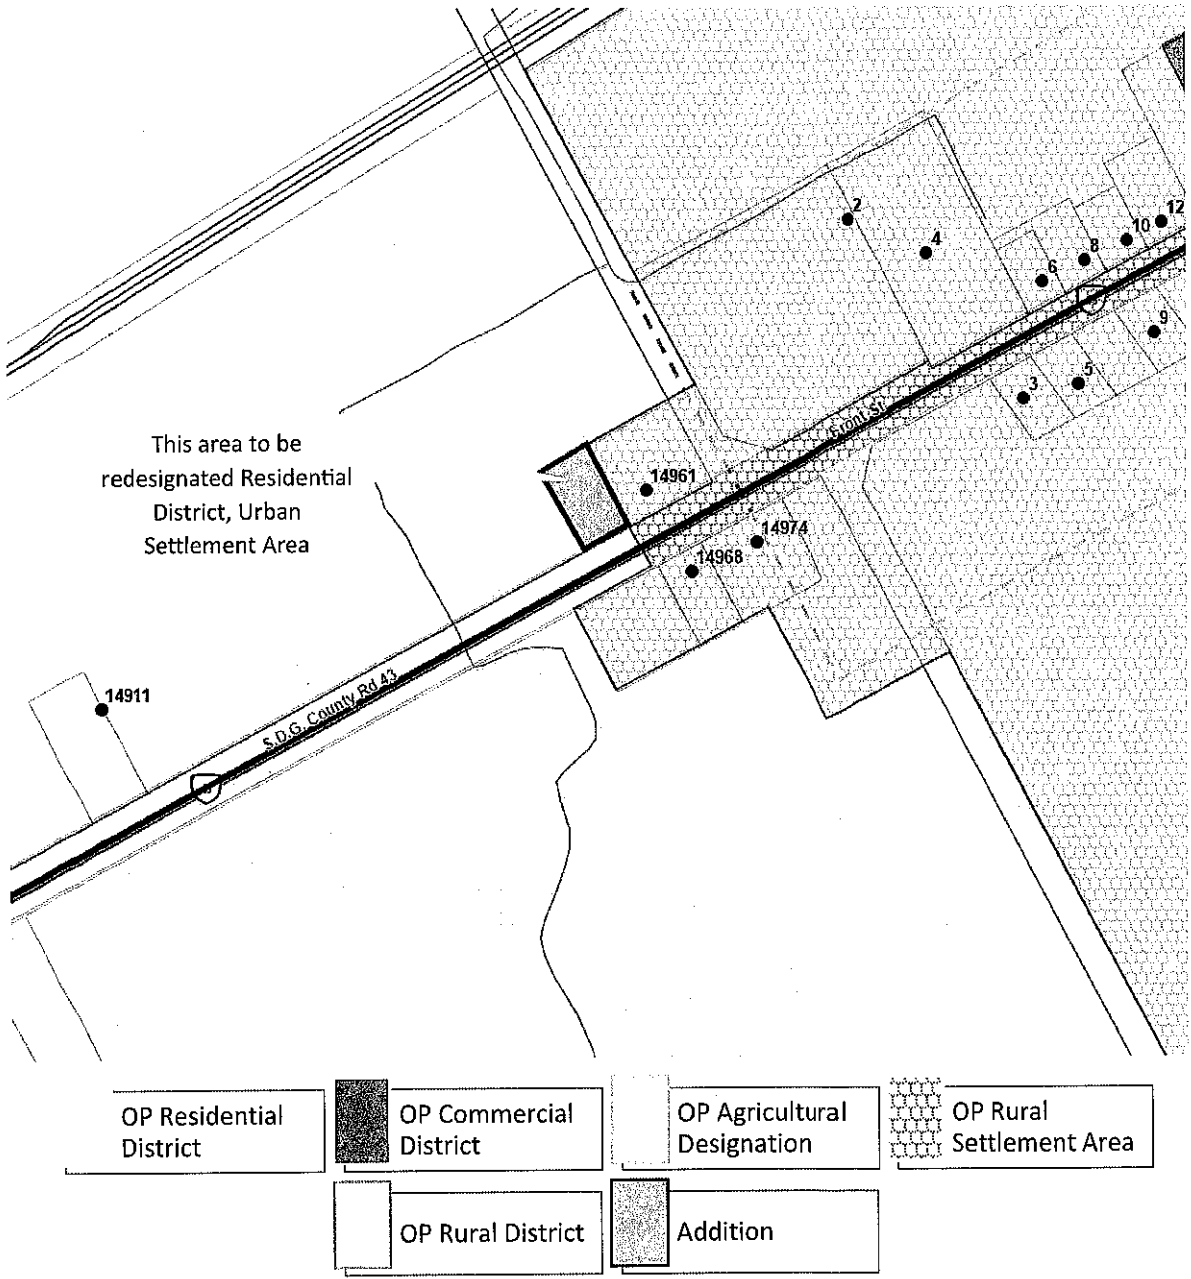 2
4
6
8
10
12
9
5
3
Front St
This area to be
redesignated Residential
District, Urban
Settlement Area
14961
14974
14968
14911
S.D.G. County Rd 43
OP Residential
District
OP Commercial
District
OP Agricultural
Designation
OP Rural
Settlement Area
OP Rural District
Addition